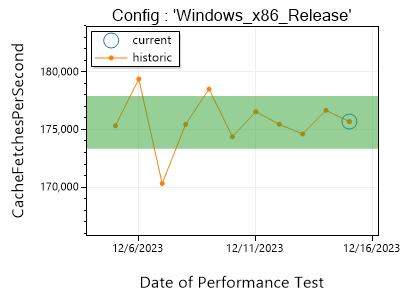 Config : 'Windows_x86_Release'
current
historic
CacheFetchesPerSecond
180,000
175,000
170,000
12/6/2023
12/11/2023
12/16/2023
Date of Performance Test